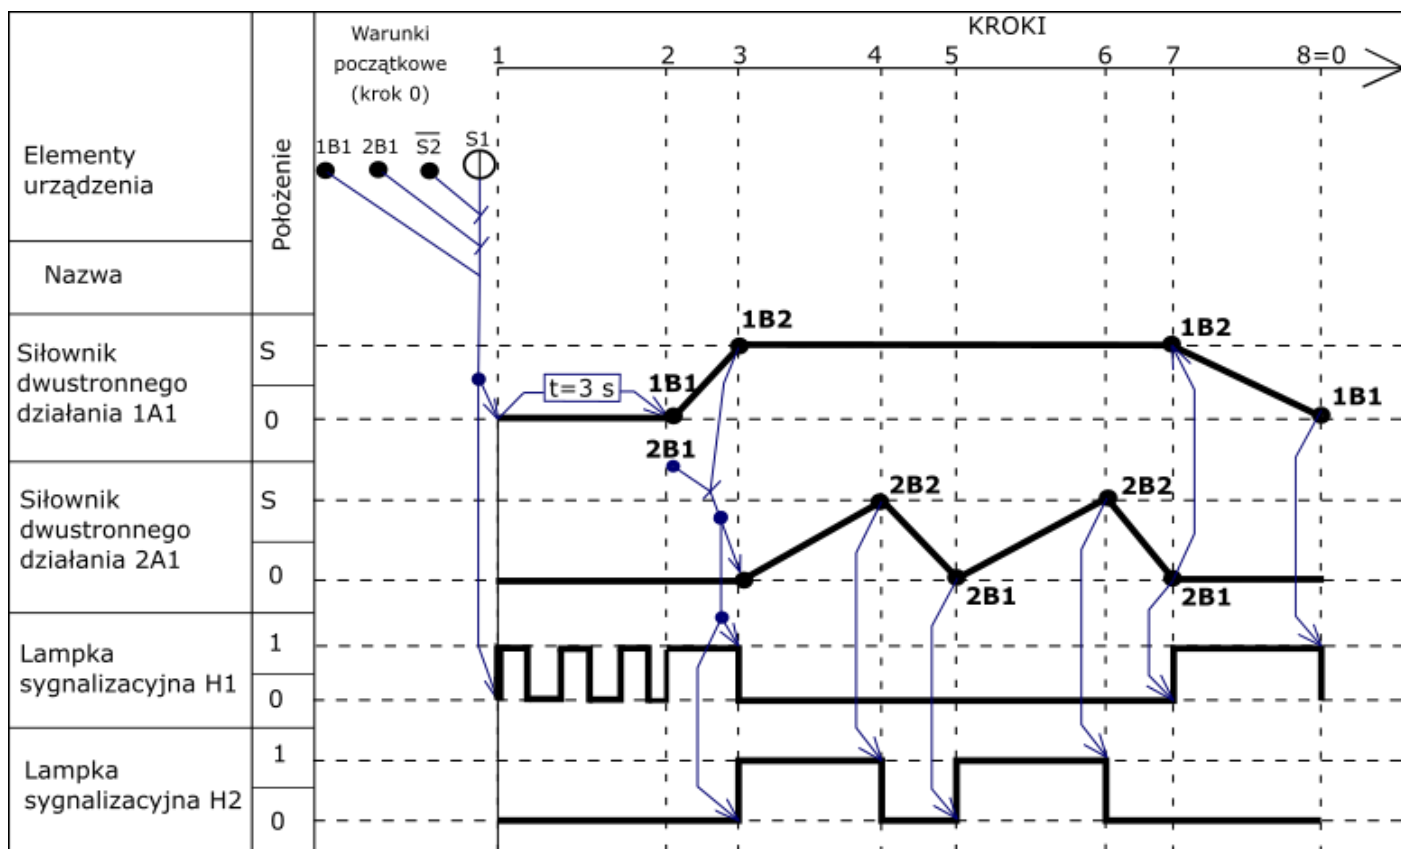 KROKI
Warunki
początkowe
(krok 0)
1 2 3 4 5 6 7 8=0
1B1 2B1 S2 S1
Elementy
urządzenia
Położenie
Nazwa
Siłownik
dwustronnego
działania 1A1
S
0
t=3 s
1B1
1B2
1B2
1B1
Siłownik
dwustronnego
działania 2A1
S
0
2B1
2B2
2B1
2B2
2B1
Lampka
sygnalizacyjna H1
1
0
Lampka
sygnalizacyjna H2
1
0